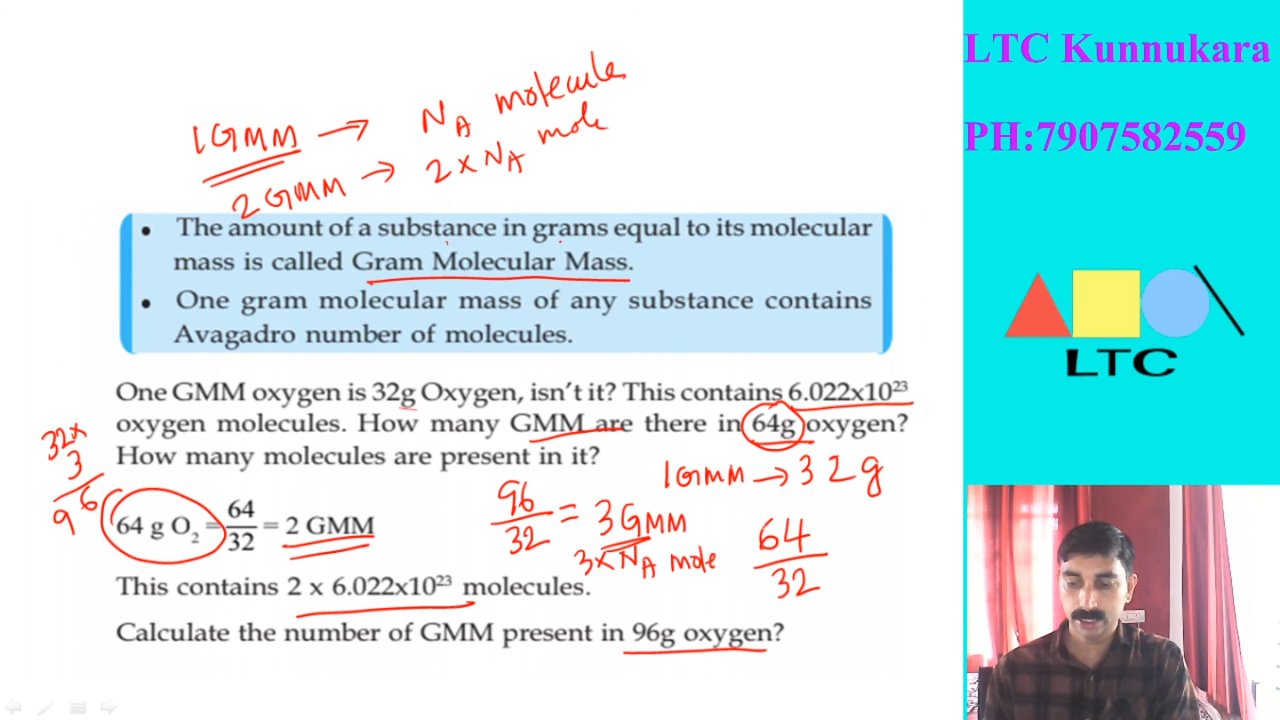 LTC Kunnukara
PH:7907582559
1GMM → NA molecule
2GMM → 2 x NA mole
• The amount of a substance in grams equal to its molecular
mass is called Gram Molecular Mass.
• One gram molecular mass of any substance contains
Avagadro number of molecules.
One GMM oxygen is 32g Oxygen, isn't it? This contains 6.022x10²³
oxygen molecules. How many GMM are there in 64g oxygen?
How many molecules are present in it?
1GMM → 32g
32x
3
96
64 g O₂ = 64/32 = 2 GMM
96/32 = 3GMM
3x NA mole
64/32
This contains 2 x 6.022x10²³ molecules.
Calculate the number of GMM present in 96g oxygen?
LTC